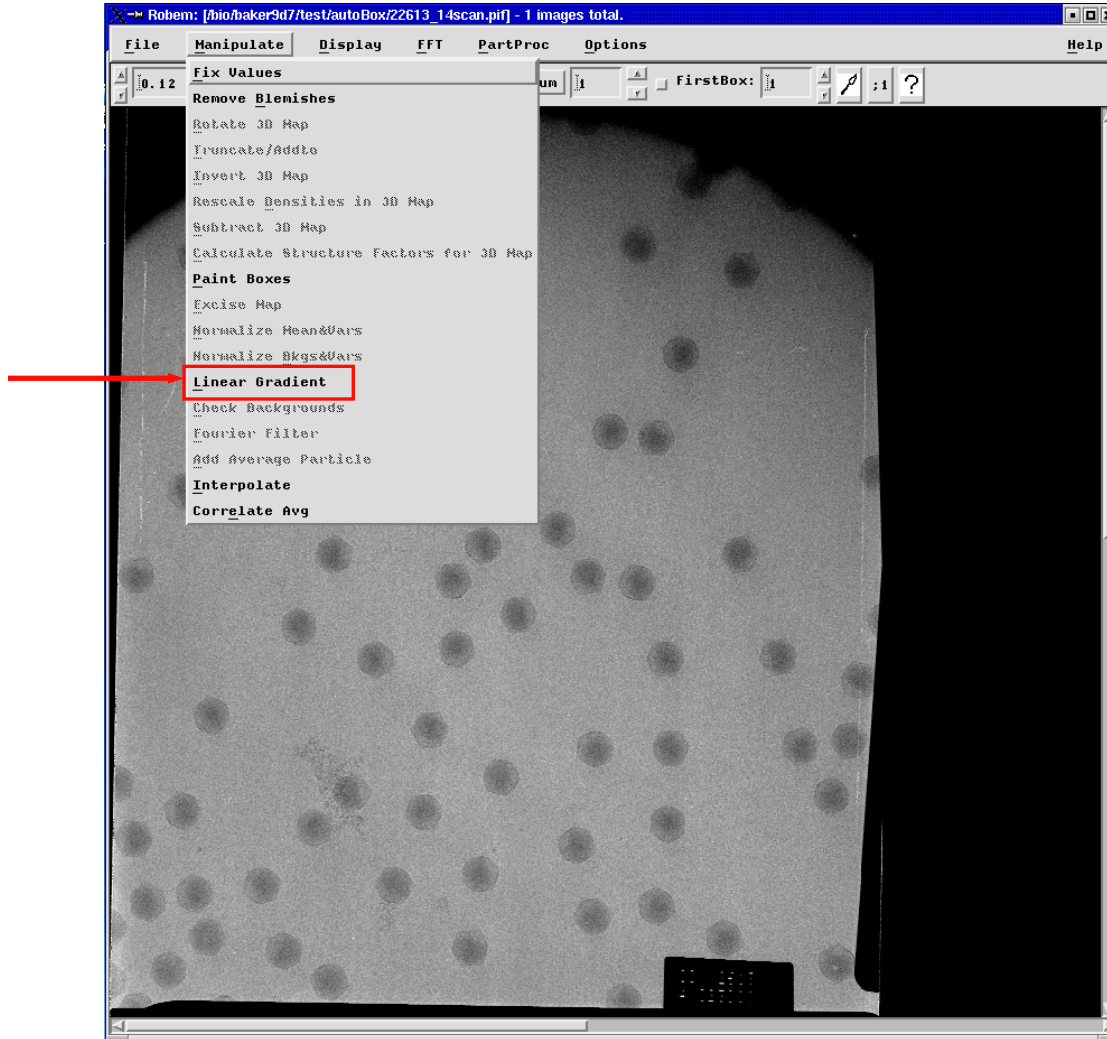 Robem: [/bio/baker9d7/test/autoBox/22613_14scan.pif] - 1 images total.
File Manipulate Display FFT PartProc Options Help
0.12 um 1 FirstBox: 1 ;1 ?
Fix Values
Remove Blemishes
Rotate 3D Map
Truncate/Addto
Invert 3D Map
Rescale Densities in 3D Map
Subtract 3D Map
Calculate Structure Factors for 3D Map
Paint Boxes
Excise Map
Normalize Mean&Vars
Normalize Bkgs&Vars
Linear Gradient
Check Backgrounds
Fourier Filter
Add Average Particle
Interpolate
Correlate Avg